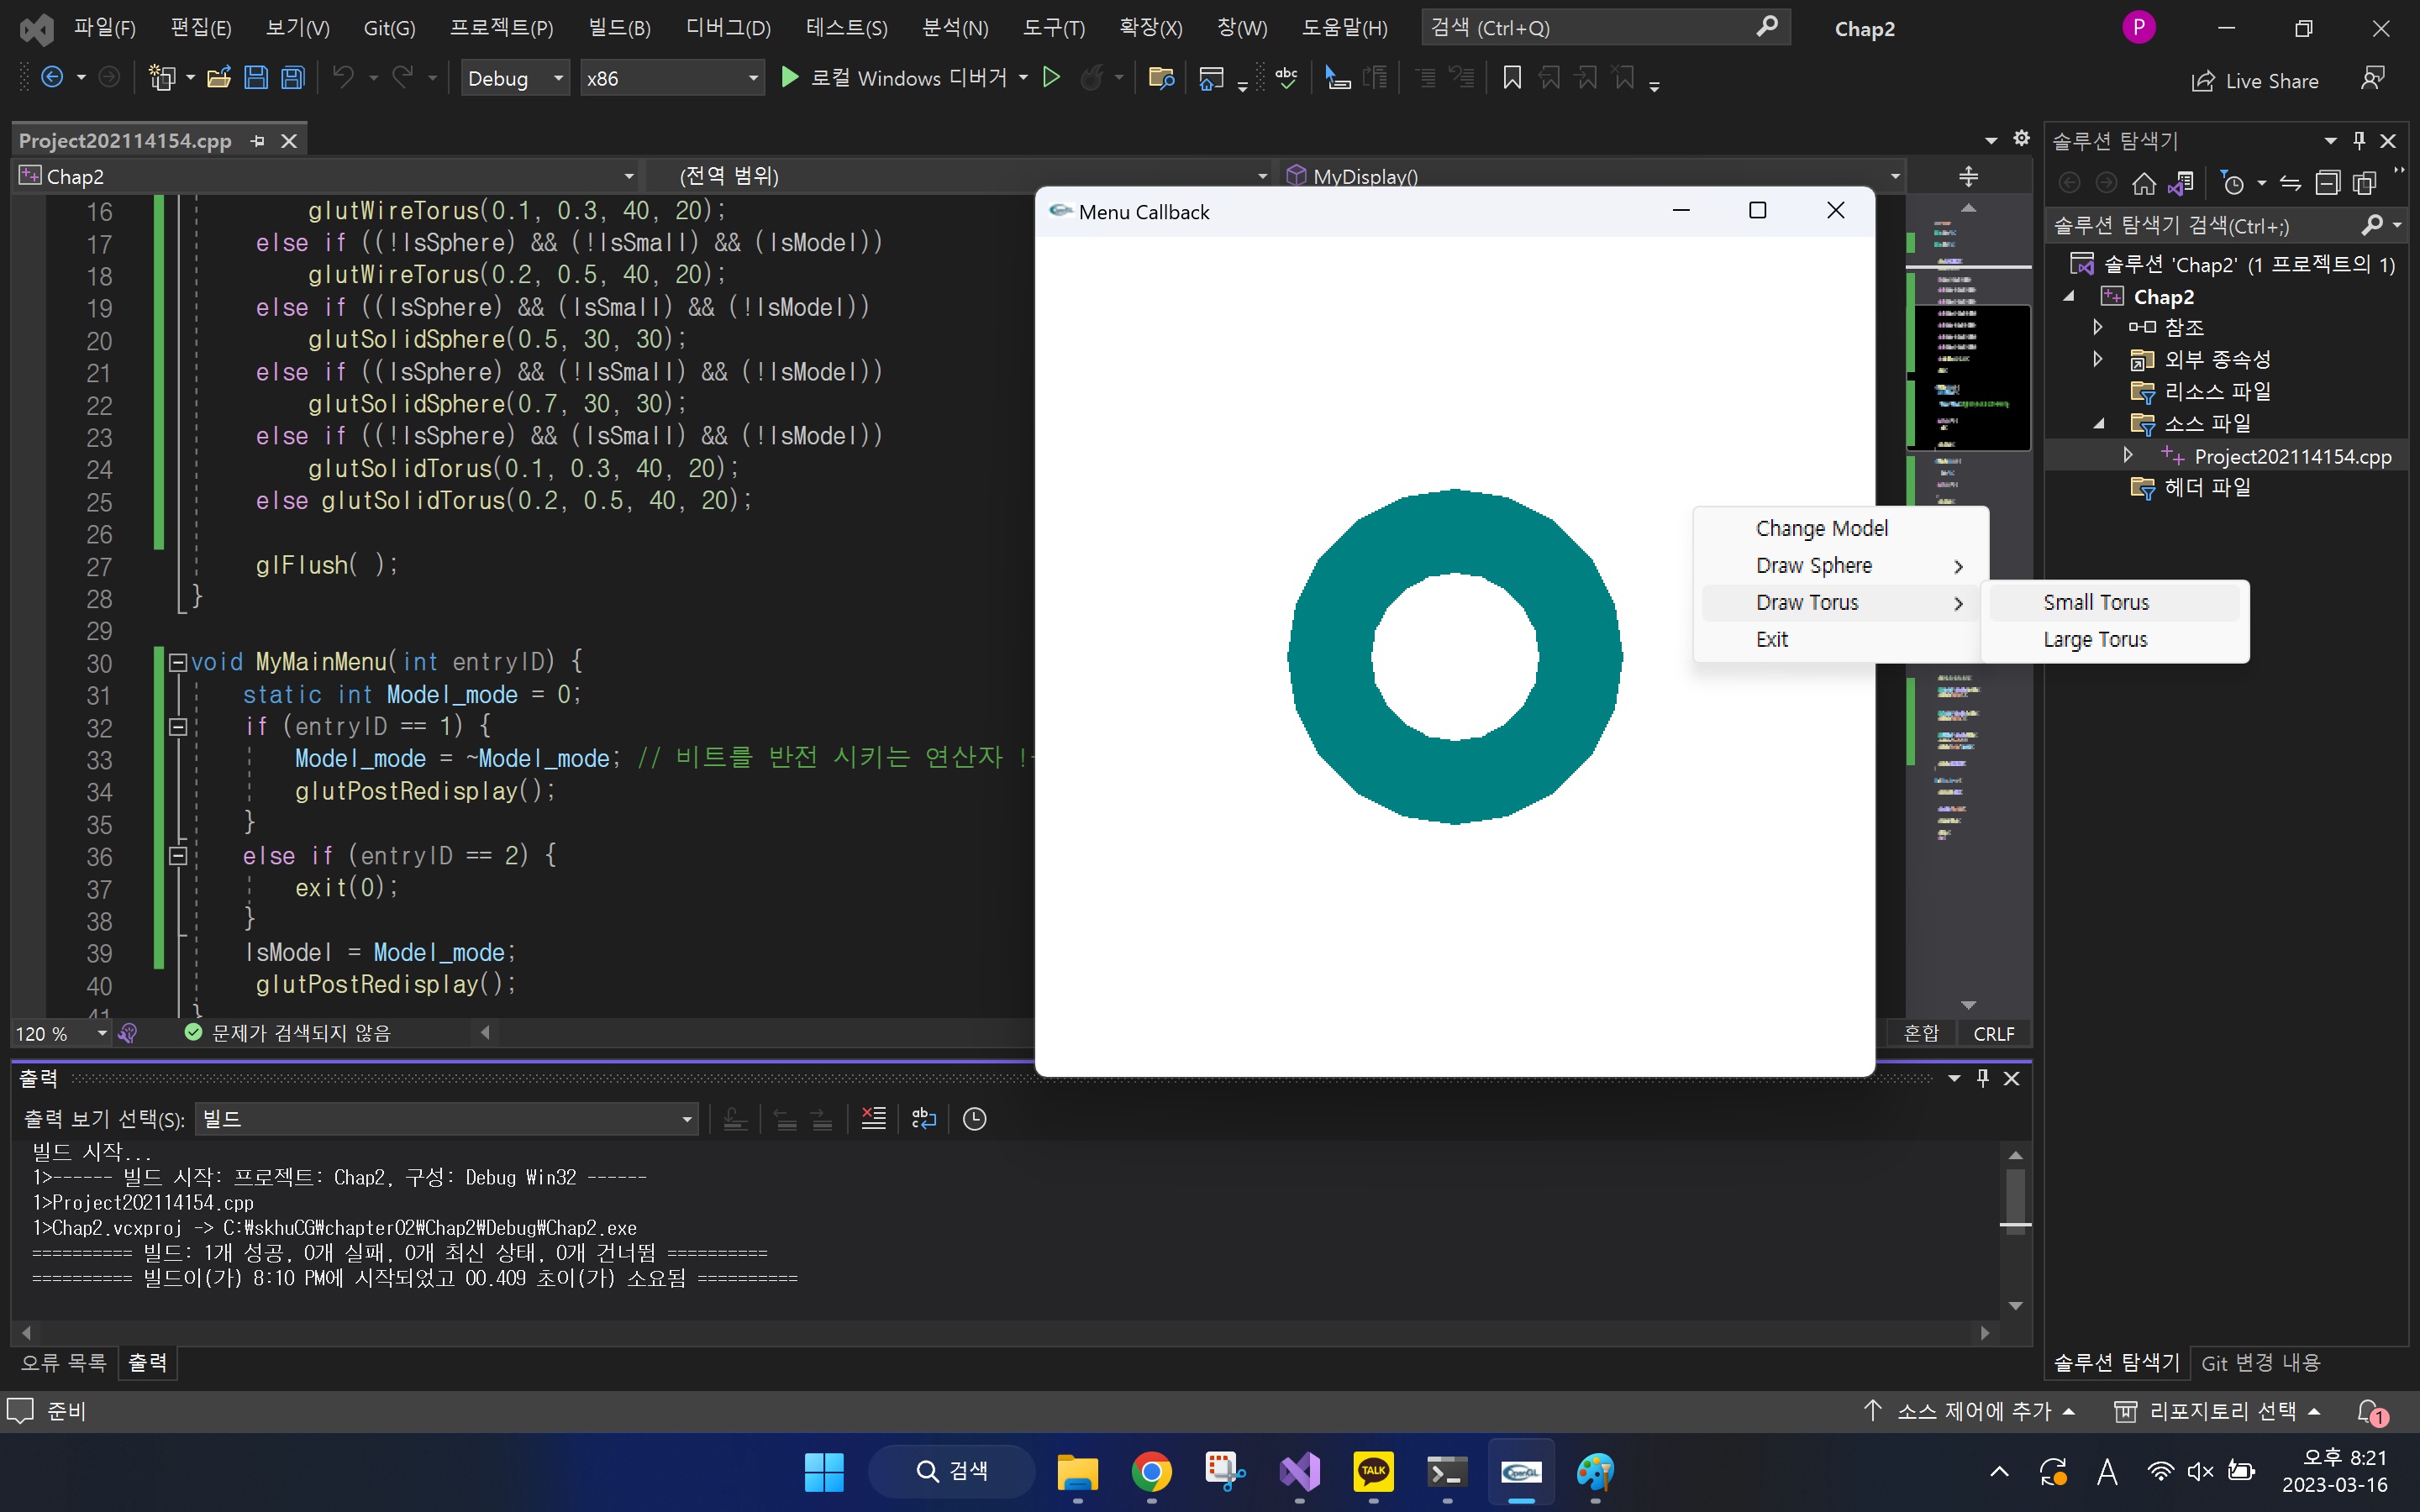 파일(F) 편집(E) 보기(V) Git(G) 프로젝트(P) 빌드(B) 디버그(D) 테스트(S) 분석(N) 도구(T) 확장(X) 창(W) 도움말(H) 검색 (Ctrl+Q) Chap2 P
Debug x86 로컬 Windows 디버거 abc Live Share
Project202114154.cpp
Chap2 (전역 범위) MyDisplay()
16 glutWireTorus(0.1, 0.3, 40, 20);
17 else if ((!IsSphere) && (!IsSmall) && (IsModel))
18 glutWireTorus(0.2, 0.5, 40, 20);
19 else if ((IsSphere) && (IsSmall) && (!IsModel))
20 glutSolidSphere(0.5, 30, 30);
21 else if ((IsSphere) && (!IsSmall) && (!IsModel))
22 glutSolidSphere(0.7, 30, 30);
23 else if ((!IsSphere) && (IsSmall) && (!IsModel))
24 glutSolidTorus(0.1, 0.3, 40, 20);
25 else glutSolidTorus(0.2, 0.5, 40, 20);
26
27 glFlush( );
28 }
29
30 void MyMainMenu(int entryID) {
31 static int Model_mode = 0;
32 if (entryID == 1) {
33 Model_mode = ~Model_mode; // 비트를 반전 시키는 연산자 !
34 glutPostRedisplay();
35 }
36 else if (entryID == 2) {
37 exit(0);
38 }
39 IsModel = Model_mode;
40 glutPostRedisplay();
41 }
120 % 문제가 검색되지 않음 혼합 CRLF
Menu Callback
Change Model
Draw Sphere
Draw Torus
Exit
Small Torus
Large Torus
솔루션 탐색기
솔루션 탐색기 검색(Ctrl+;)
솔루션 'Chap2' (1 프로젝트의 1)
Chap2
참조
외부 종속성
리소스 파일
소스 파일
Project202114154.cpp
헤더 파일
출력
출력 보기 선택(S): 빌드
빌드 시작...
1>------ 빌드 시작: 프로젝트: Chap2, 구성: Debug Win32 ------
1>Project202114154.cpp
1>Chap2.vcxproj -> C:\skhuCG\chapter02\Chap2\Debug\Chap2.exe
========== 빌드: 1개 성공, 0개 실패, 0개 최신 상태, 0개 건너뜀 ==========
========== 빌드이(가) 8:10 PM에 시작되었고 00.409 초이(가) 소요됨 ==========
오류 목록 출력
솔루션 탐색기 Git 변경 내용
준비 소스 제어에 추가 리포지토리 선택 1
검색 TALK OpenGL A 오후 8:21
2023-03-16